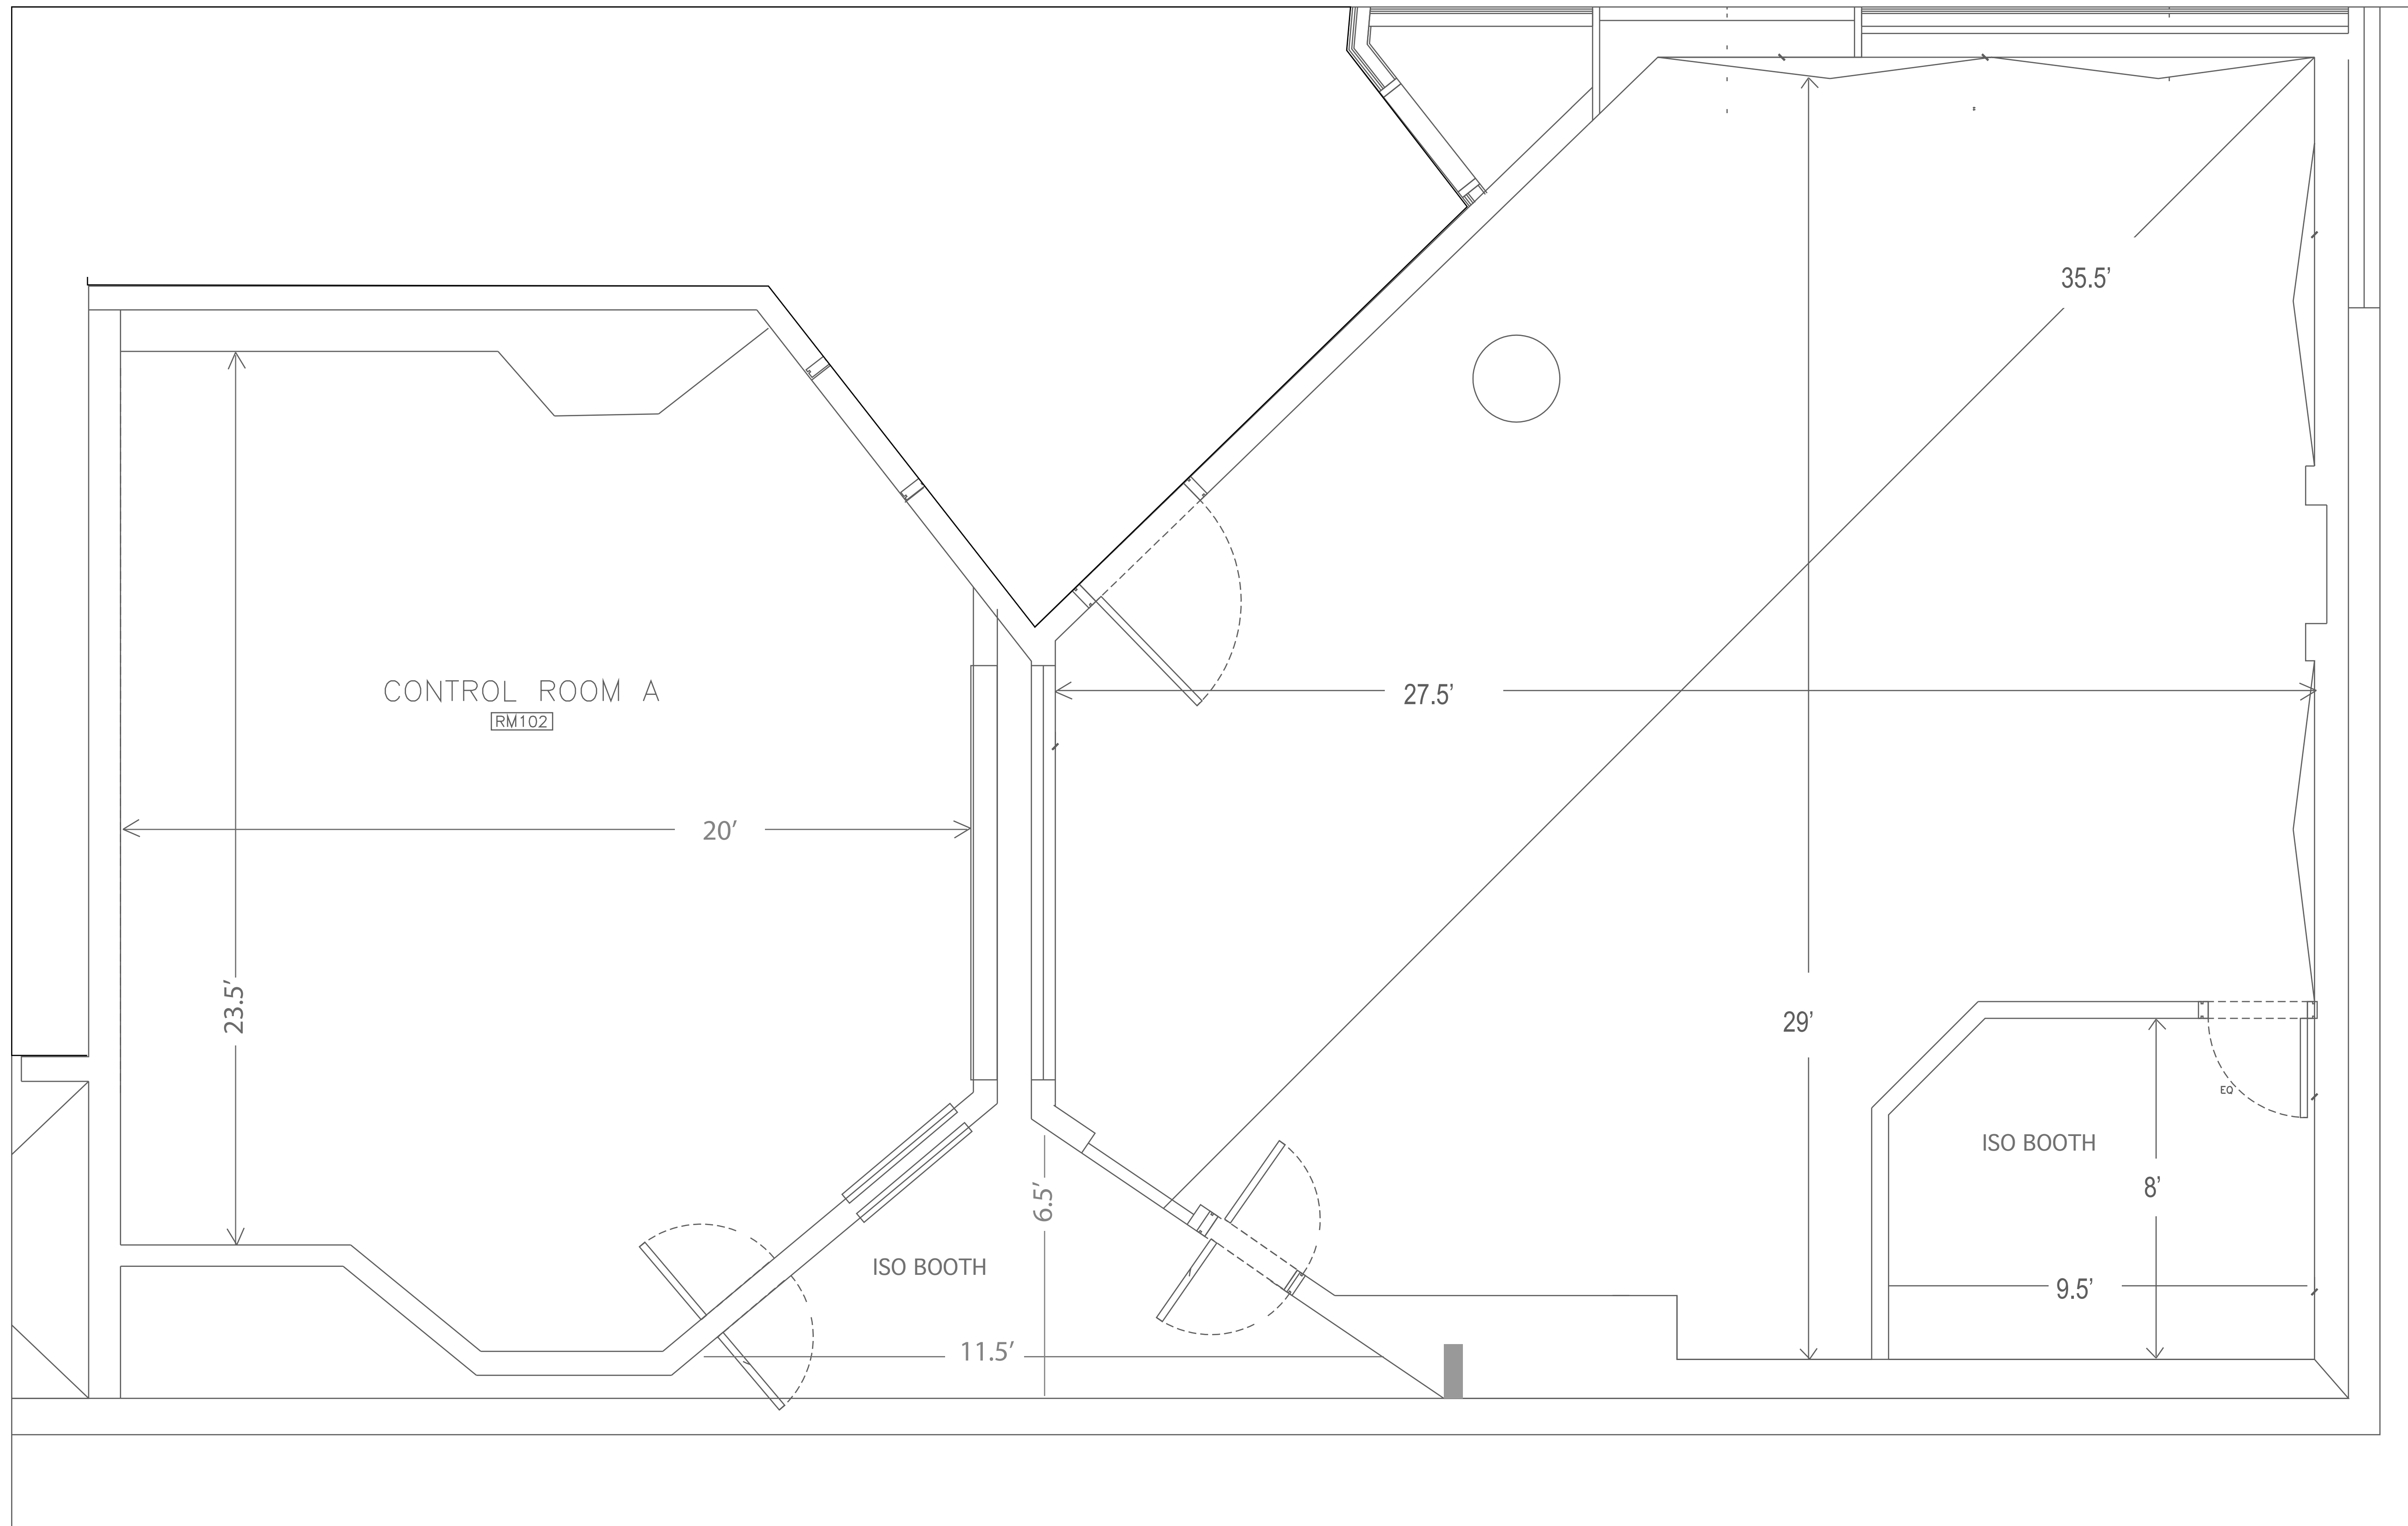 35.5’
CONTROL ROOM A
RM102
27.5’
20’
23.5’
29’
EQ
ISO BOOTH
8’
6.5’
ISO BOOTH
9.5’
11.5’